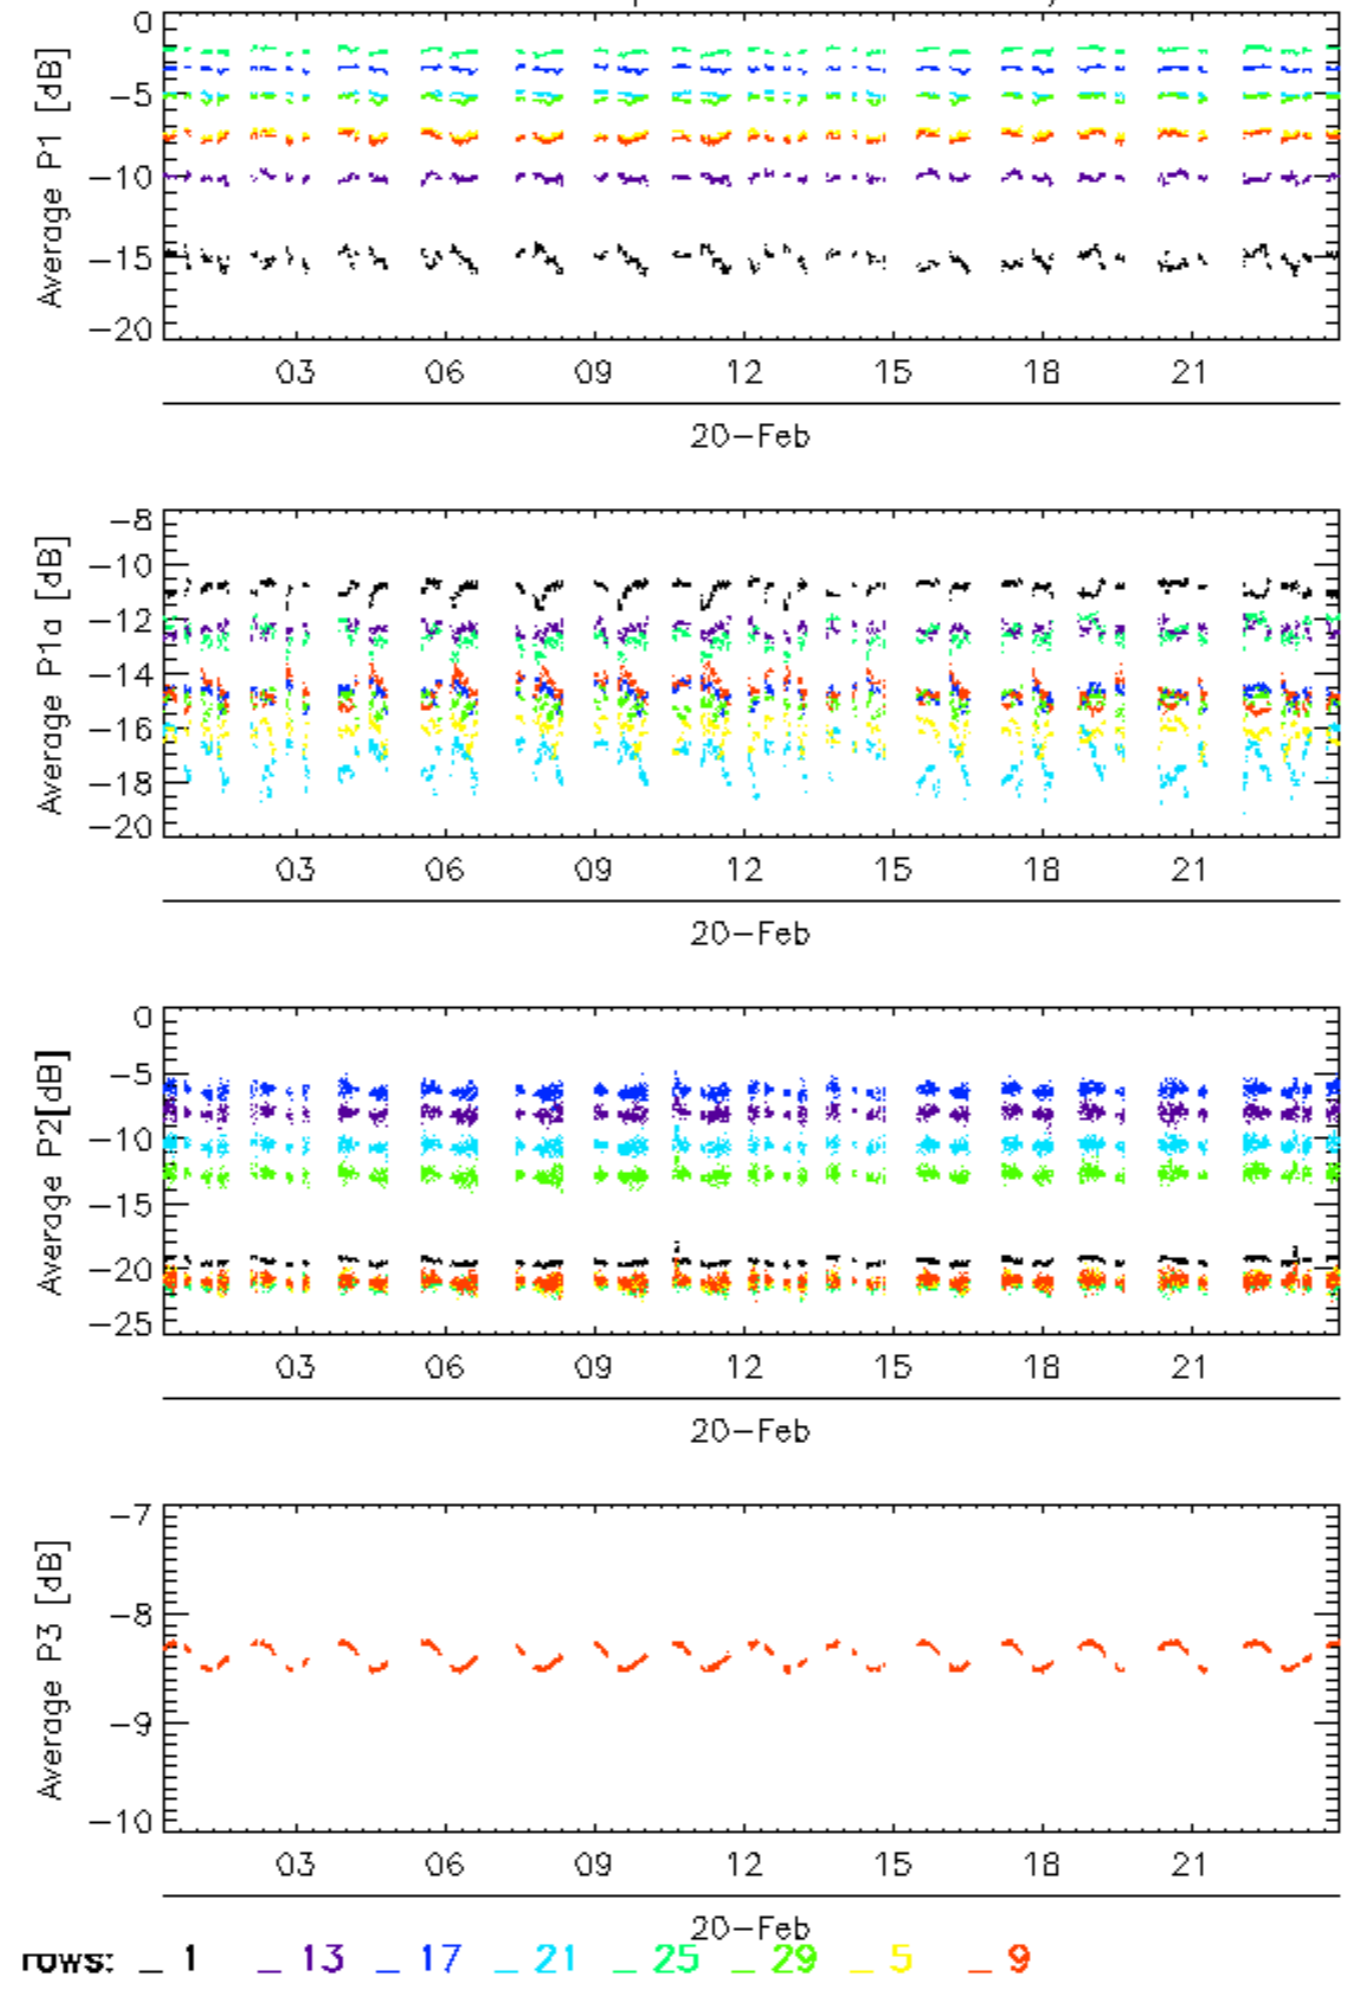 0
−5
−10
−15
−20
Average P1 [dB]
03 06 09 12 15 18 21
20−Feb
−8
−10
−12
−14
−16
−18
−20
Average P1a [dB]
03 06 09 12 15 18 21
20−Feb
0
−5
−10
−15
−20
−25
Average P2[dB]
03 06 09 12 15 18 21
20−Feb
−7
−8
−9
−10
Average P3 [dB]
03 06 09 12 15 18 21
20−Feb
rows: _ 1 _ 13 _ 17 _ 21 _ 25 _ 29 _ 5 _ 9